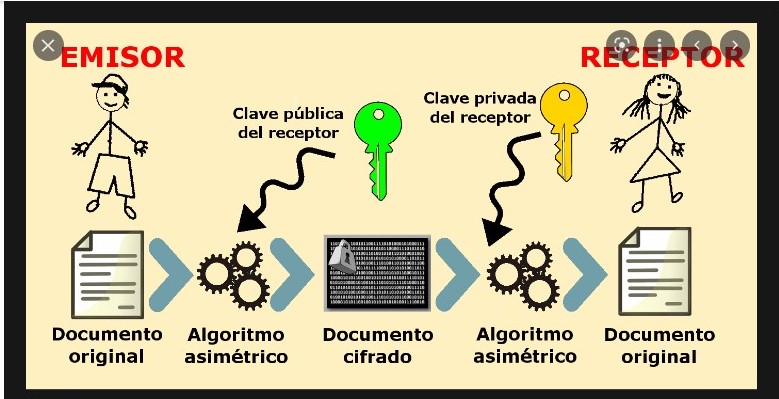 EMISOR
RECEPTOR
Clave pública
del receptor
Clave privada
del receptor
Documento
original
Algoritmo
asimétrico
Documento
cifrado
Algoritmo
asimétrico
Documento
original